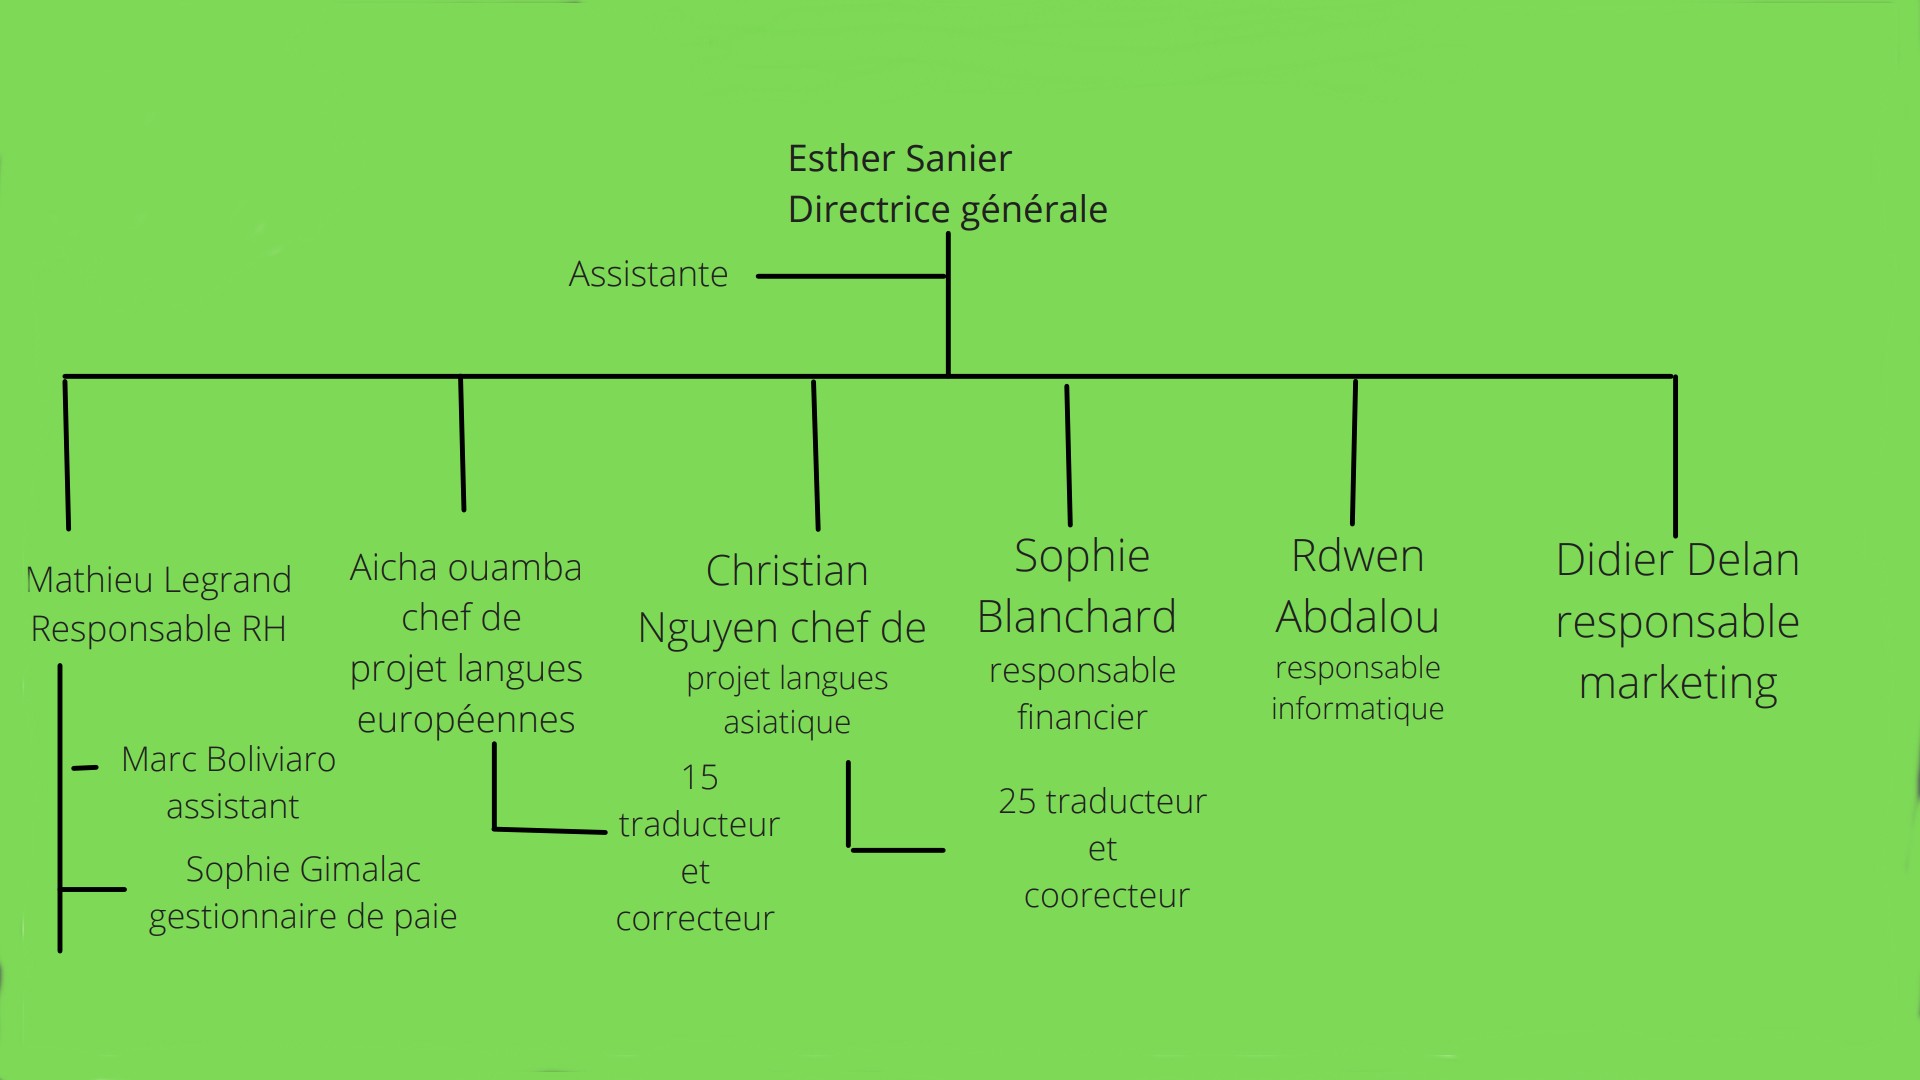 Esther Sanier
Directrice générale
Assistante
Mathieu Legrand
Responsable RH
Marc Boliviaro
assistant
Sophie Gimalac
gestionnaire de paie
Aicha ouamba
chef de
projet langues
européennes
15
traducteur
et
correcteur
Christian
Nguyen chef de
projet langues
asiatique
25 traducteur
et
coorecteur
Sophie
Blanchard
responsable
financier
Rdwen
Abdalou
responsable
informatique
Didier Delan
responsable
marketing